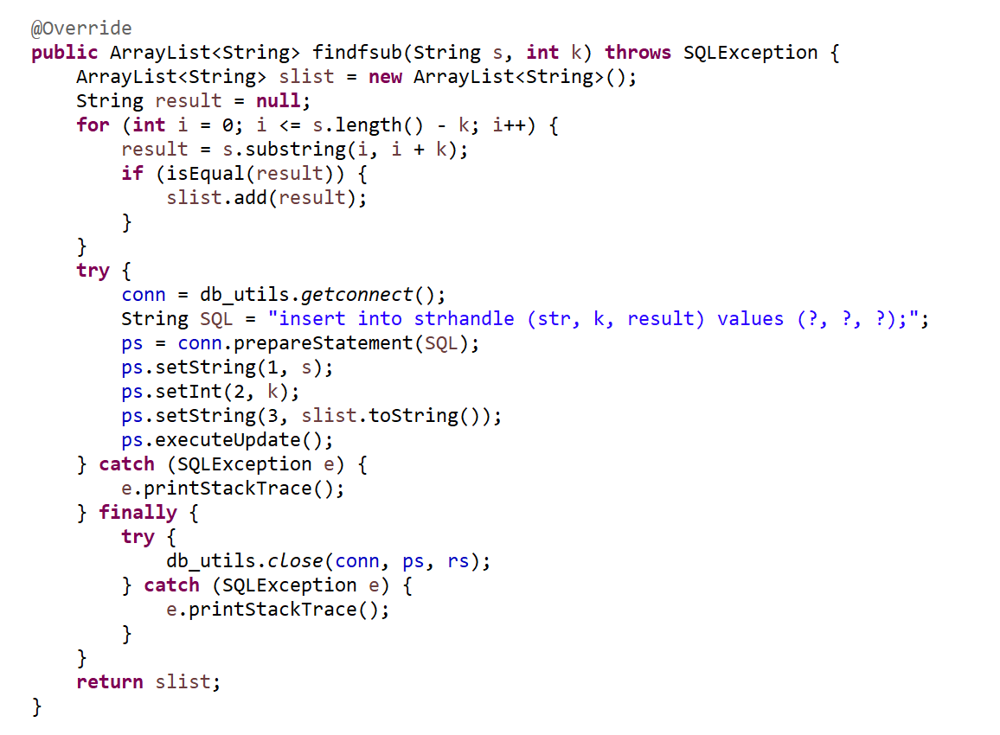 @Override
public ArrayList<String> findfsub(String s, int k) throws SQLException {
    ArrayList<String> slist = new ArrayList<String>();
    String result = null;
    for (int i = 0; i <= s.length() - k; i++) {
        result = s.substring(i, i + k);
        if (isEqual(result)) {
            slist.add(result);
        }
    }
    try {
        conn = db_utils.getconnect();
        String SQL = "insert into strhandle (str, k, result) values (?, ?, ?);";
        ps = conn.prepareStatement(SQL);
        ps.setString(1, s);
        ps.setInt(2, k);
        ps.setString(3, slist.toString());
        ps.executeUpdate();
    } catch (SQLException e) {
        e.printStackTrace();
    } finally {
        try {
            db_utils.close(conn, ps, rs);
        } catch (SQLException e) {
            e.printStackTrace();
        }
    }
    return slist;
}